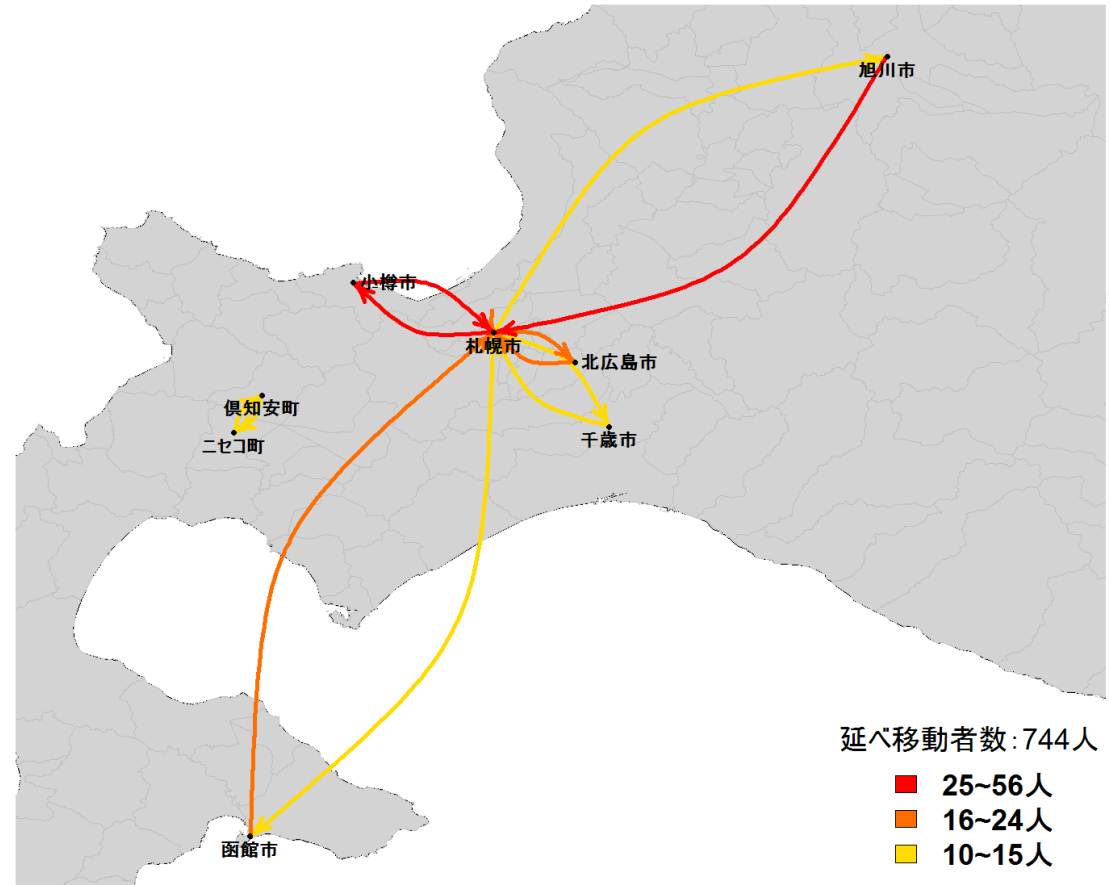 旭川市
小樽市
札幌市
北広島市
倶知安町
千歳市
ニセコ町
延べ移動者数:744人
25~56人
16~24人
10~15人
函館市